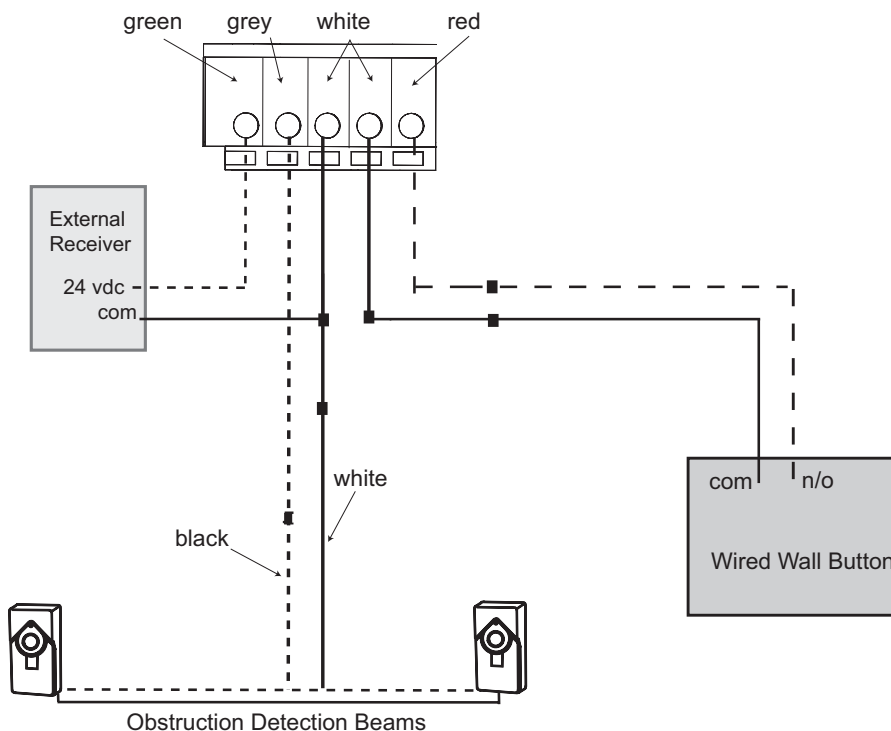 green
grey
white
red
External
Receiver
24 vdc
com
com
n/o
white
black
Wired Wall Button
Obstruction Detection Beams